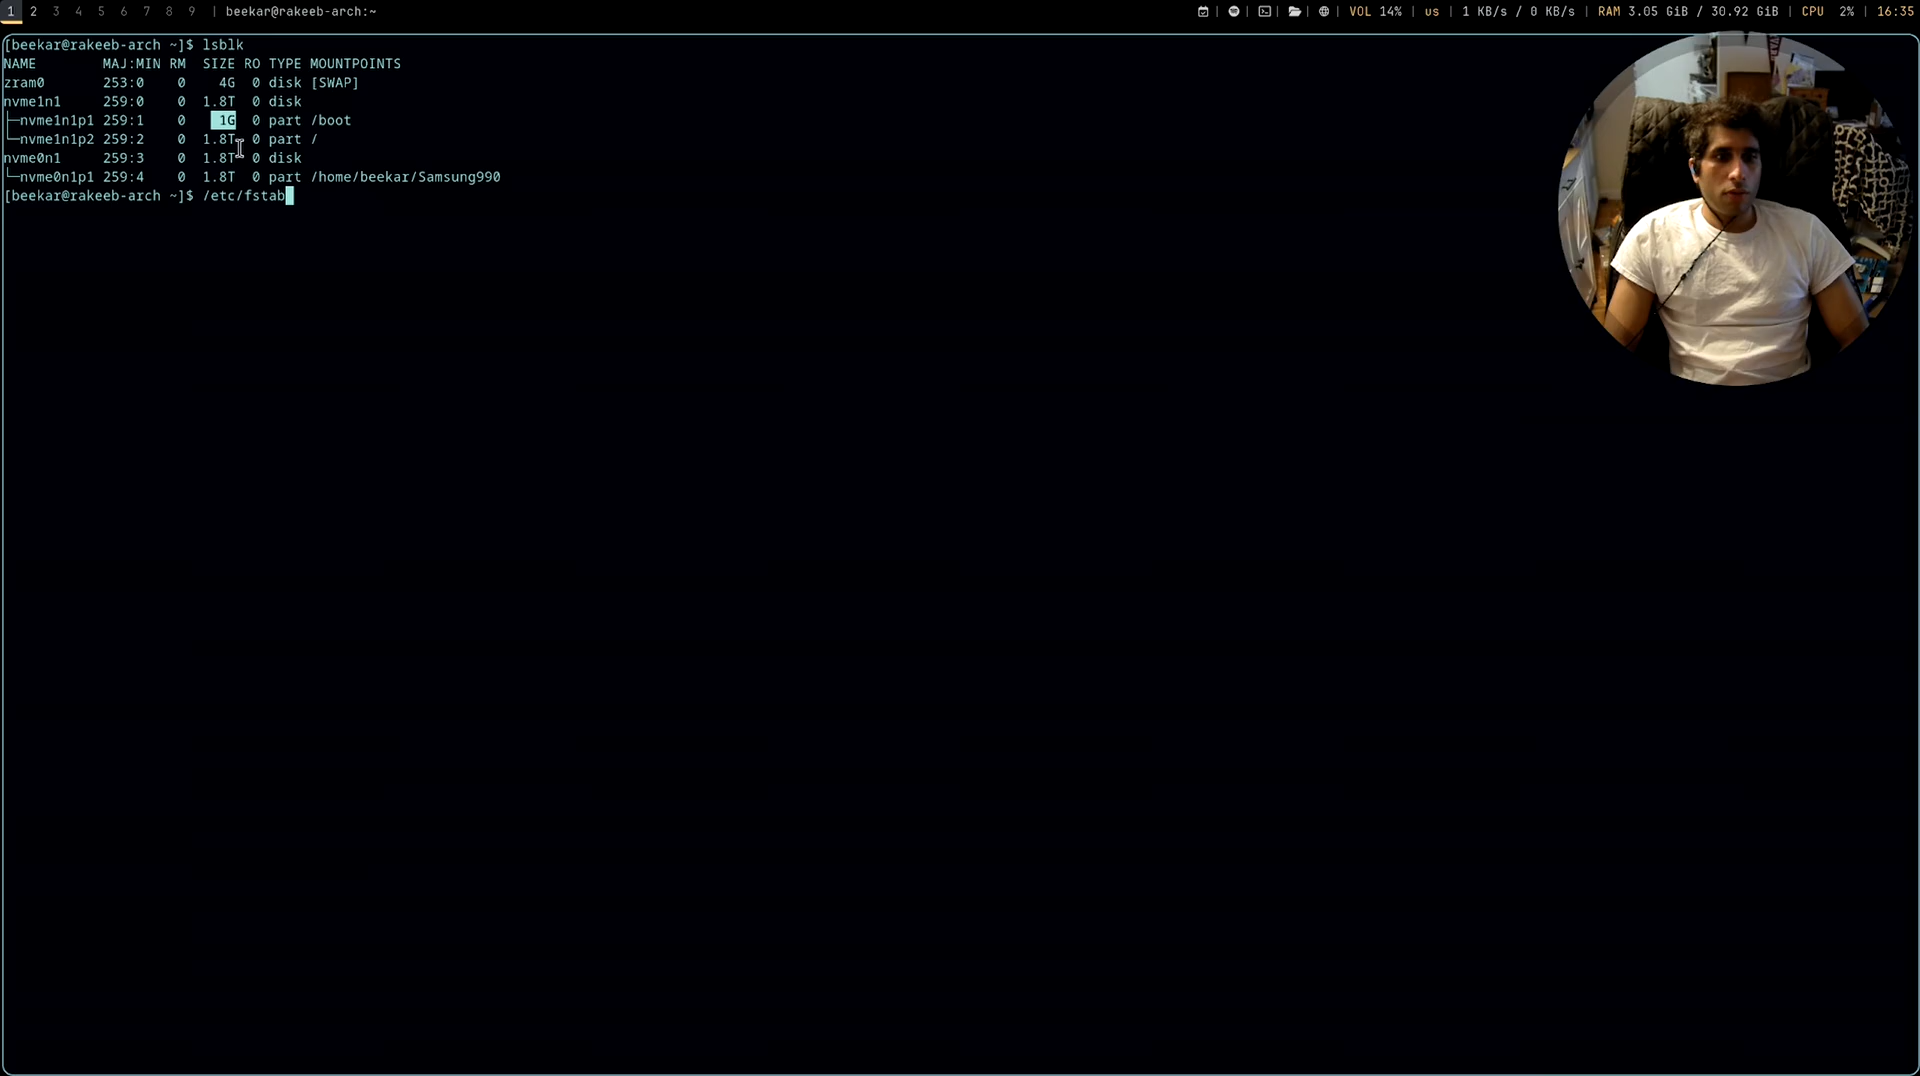 1 2 3 4 5 6 7 8 9 | beekar@rakeeb-arch:~ | | | | | VOL 14% | us | 1 KB/s / 0 KB/s | RAM 3.05 GiB / 30.92 GiB | CPU 2% | 16:35
[beekar@rakeeb-arch ~]$ lsblk
NAME MAJ:MIN RM SIZE RO TYPE MOUNTPOINTS
zram0 253:0 0 4G 0 disk [SWAP]
nvme1n1 259:0 0 1.8T 0 disk
├─nvme1n1p1 259:1 0 1G 0 part /boot
└─nvme1n1p2 259:2 0 1.8T 0 part /
nvme0n1 259:3 0 1.8T 0 disk
└─nvme0n1p1 259:4 0 1.8T 0 part /home/beekar/Samsung990
[beekar@rakeeb-arch ~]$ /etc/fstab